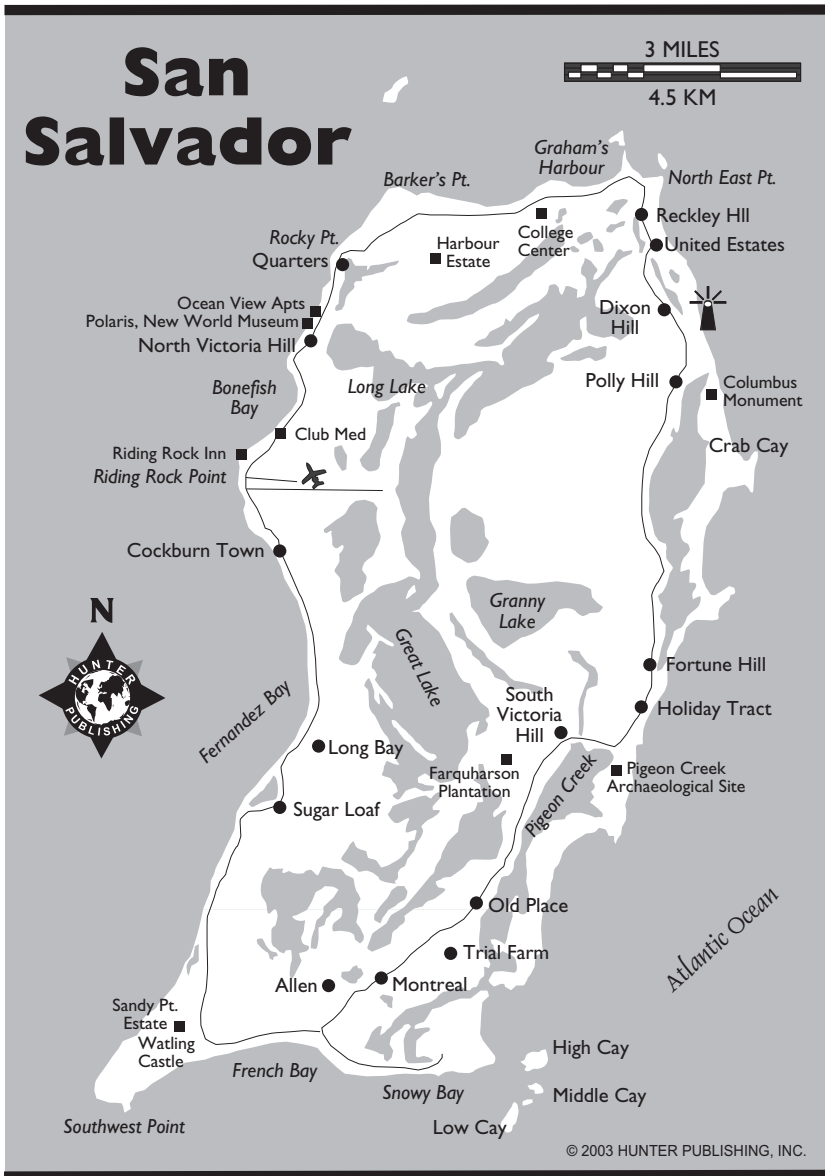 San
Salvador
3 MILES
4.5 KM
Graham's
Harbour
Barker's Pt.
North East Pt.
Reckley HIll
College
Center
Rocky Pt.
Quarters
Harbour
Estate
United Estates
Ocean View Apts
Polaris, New World Museum
North Victoria Hill
Dixon
Hill
Bonefish
Bay
Long Lake
Polly Hill
Columbus
Monument
Club Med
Crab Cay
Riding Rock Inn
Riding Rock Point
Cockburn Town
N
HUNTER
PUBLISHING
Granny
Lake
Great Lake
Fortune Hill
South
Victoria
Hill
Holiday Tract
Fernandez Bay
Long Bay
Farquharson
Plantation
Pigeon Creek
Pigeon Creek
Archaeological Site
Sugar Loaf
Old Place
Atlantic Ocean
Trial Farm
Allen
Montreal
Sandy Pt.
Estate
Watling
Castle
French Bay
High Cay
Snowy Bay
Middle Cay
Southwest Point
Low Cay
© 2003 HUNTER PUBLISHING, INC.